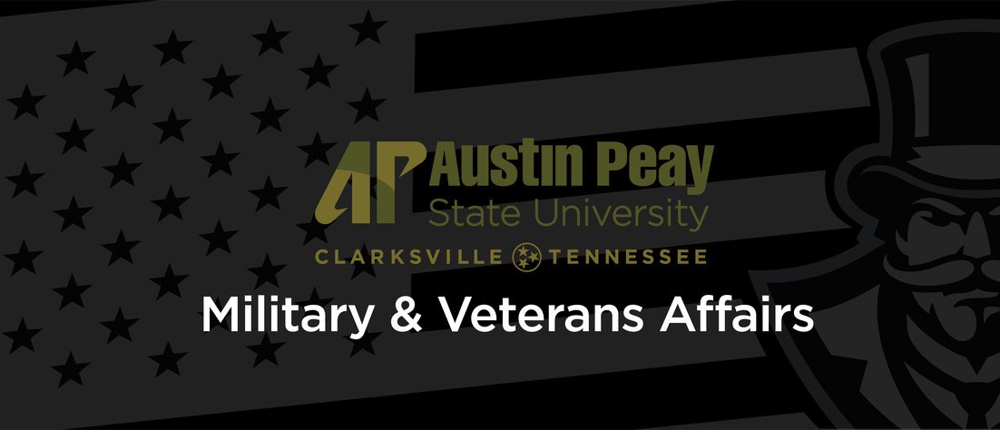 AP Austin Peay
State University
CLARKSVILLE TENNESSEE
Military & Veterans Affairs